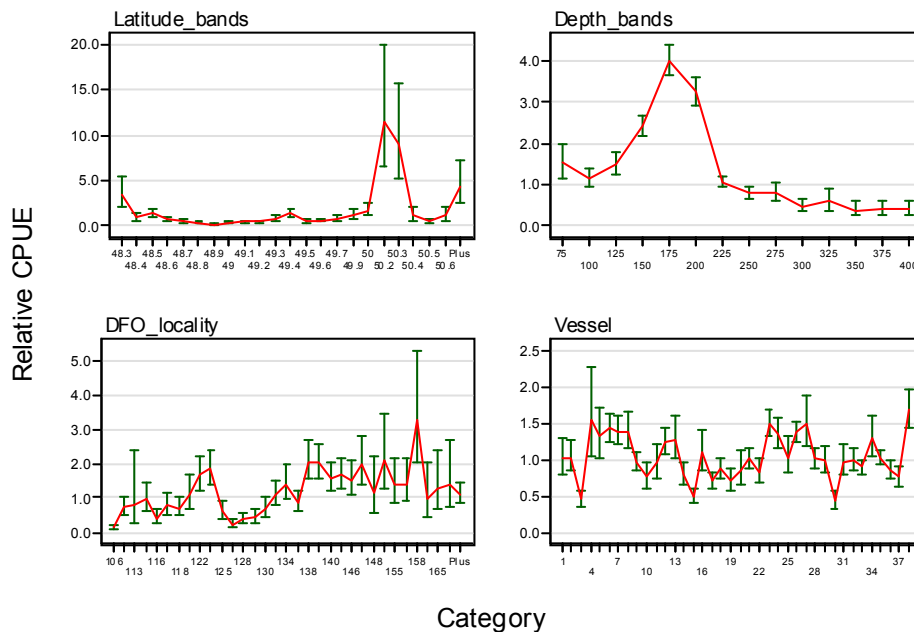 Latitude_bands
20.0
15.0
10.0
5.0
0.0
48.3 48.5 48.7 48.9 49.1 49.3 49.5 49.7 50 50.3 50.5 Plus
48.4 48.6 48.8 49 49.2 49.4 49.6 49.9 50.2 50.4 50.6
Depth_bands
4.0
3.0
2.0
1.0
0.0
75 125 175 225 275 325 375
100 150 200 250 300 350 400
DFO_locality
5.0
4.0
3.0
2.0
1.0
0.0
106 116 122 126 130 138 146 150 158 Plus
113 118 125 128 134 140 148 155 165
Vessel
2.5
2.0
1.5
1.0
0.5
0.0
1 7 13 19 25 31 37
4 10 16 22 28 34
Relative CPUE
Category